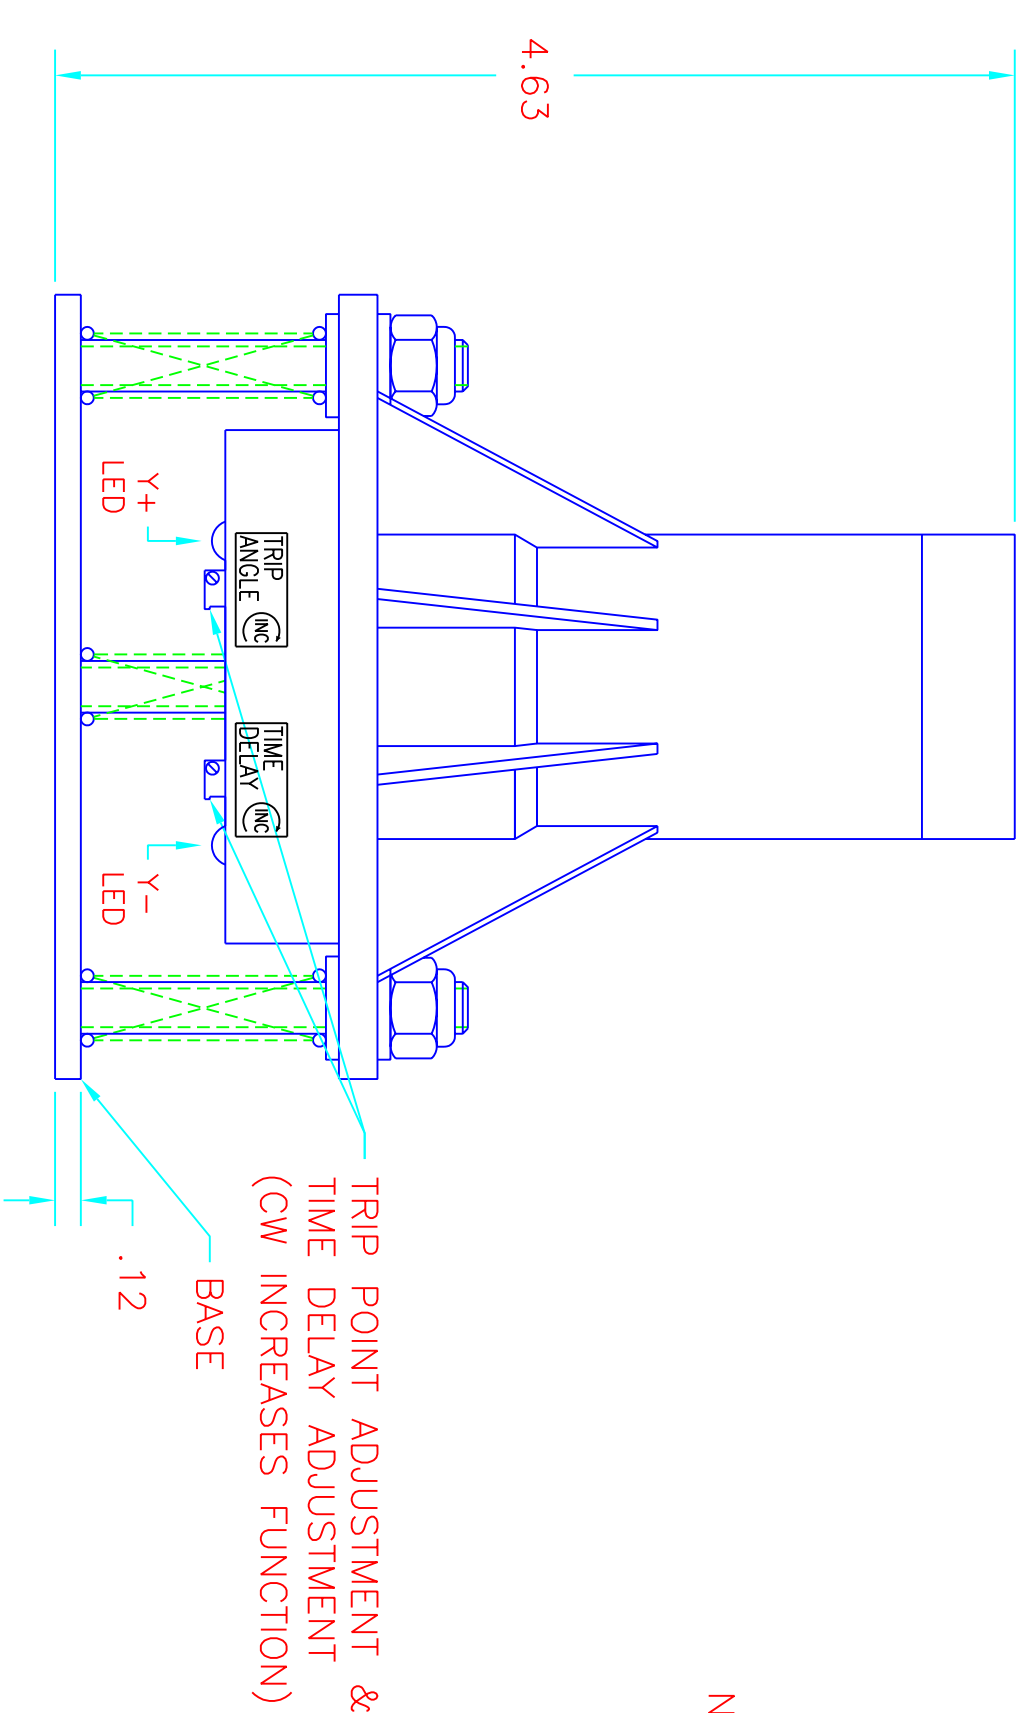 4.63
Y+
LED
TRIP
ANGLE
INC
TIME
DELAY
INC
Y-
LED
TRIP POINT ADJUSTMENT &
TIME DELAY ADJUSTMENT
(CW INCREASES FUNCTION)
BASE
.12
N